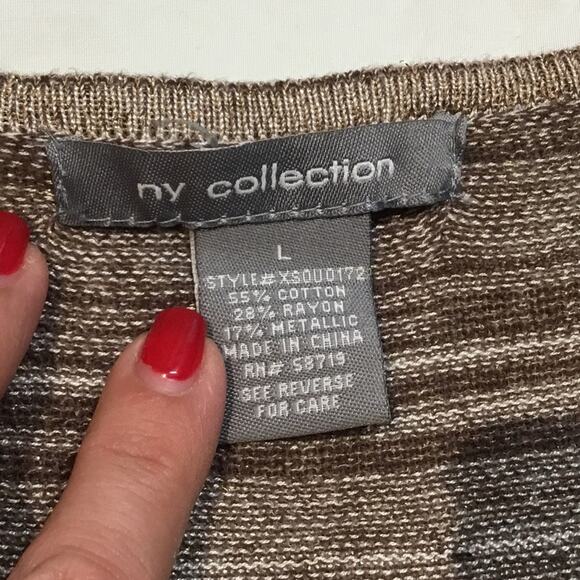 ny collection
L
STYLE# XSOU0172
55% COTTON
28% RAYON
17% METALLIC
MADE IN CHINA
RN# 58719
SEE REVERSE
FOR CARE